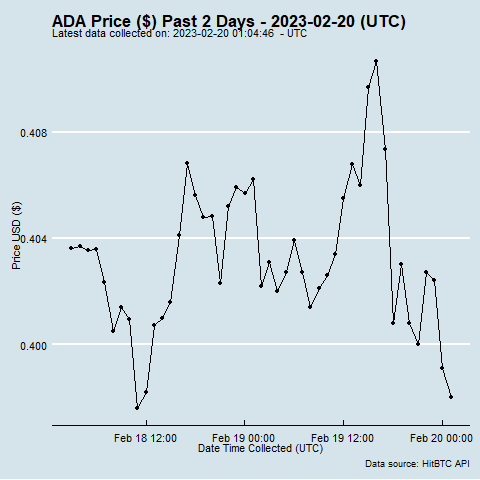 ADA Price ($) Past 2 Days - 2023-02-20 (UTC)
Latest data collected on: 2023-02-20 01:04:46  - UTC
0.408
0.404
0.400
Price USD ($)
Feb 18 12:00
Feb 19 00:00
Feb 19 12:00
Feb 20 00:00
Date Time Collected (UTC)
Data source: HitBTC API